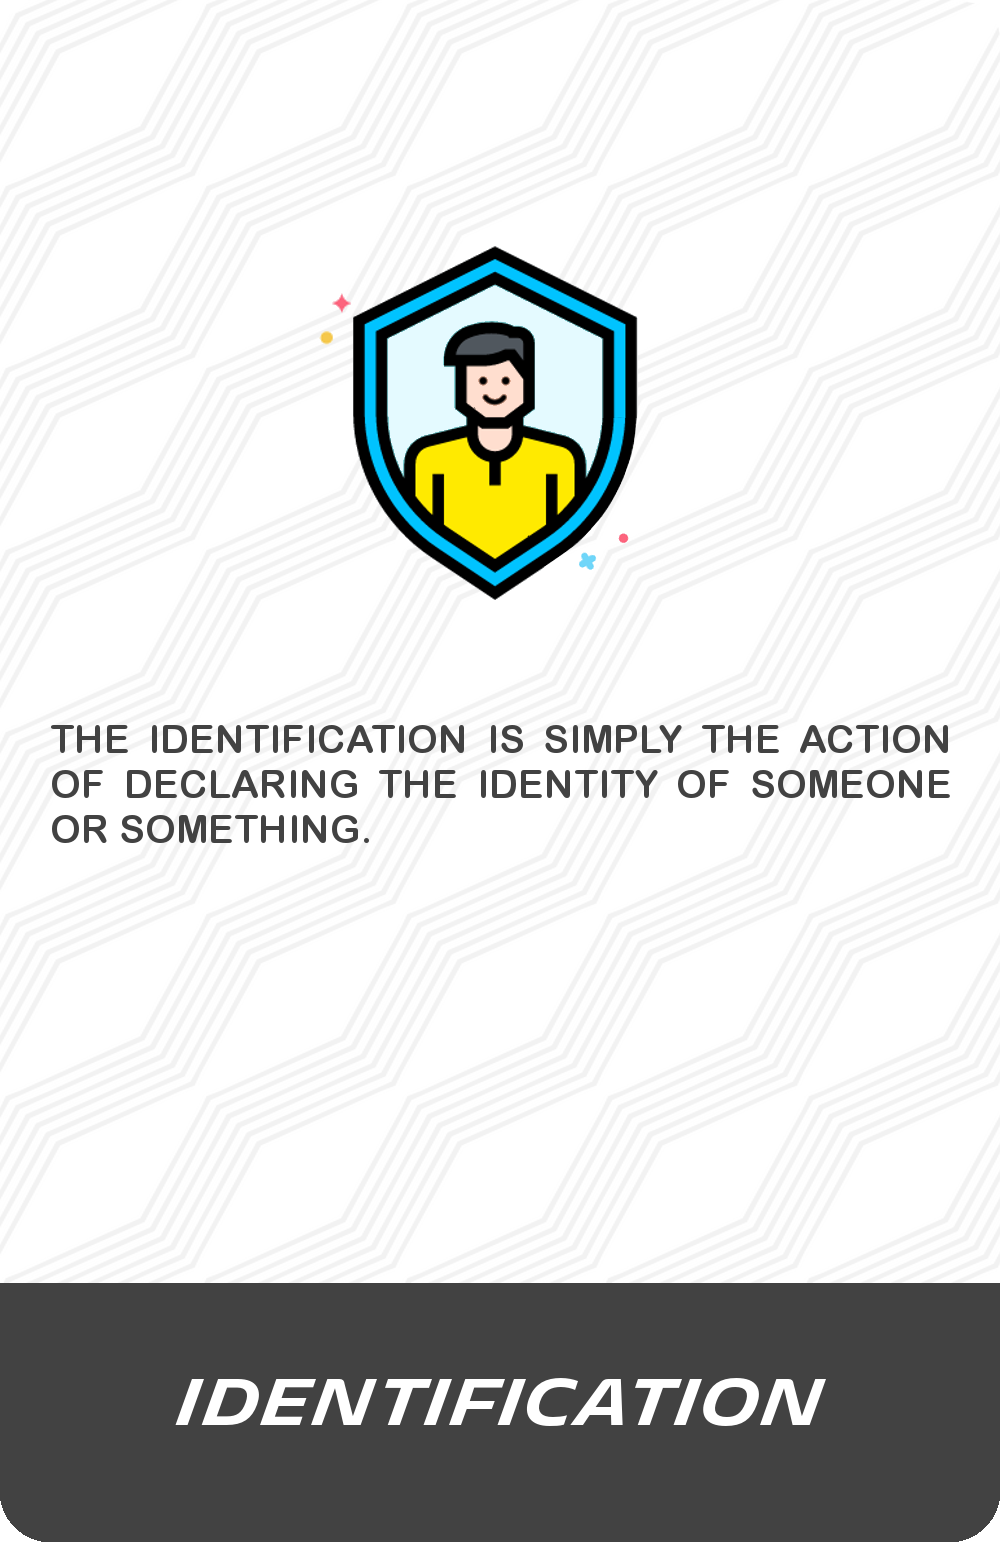 THE IDENTIFICATION IS SIMPLY THE ACTION
OF DECLARING THE IDENTITY OF SOMEONE
OR SOMETHING.
IDENTIFICATION